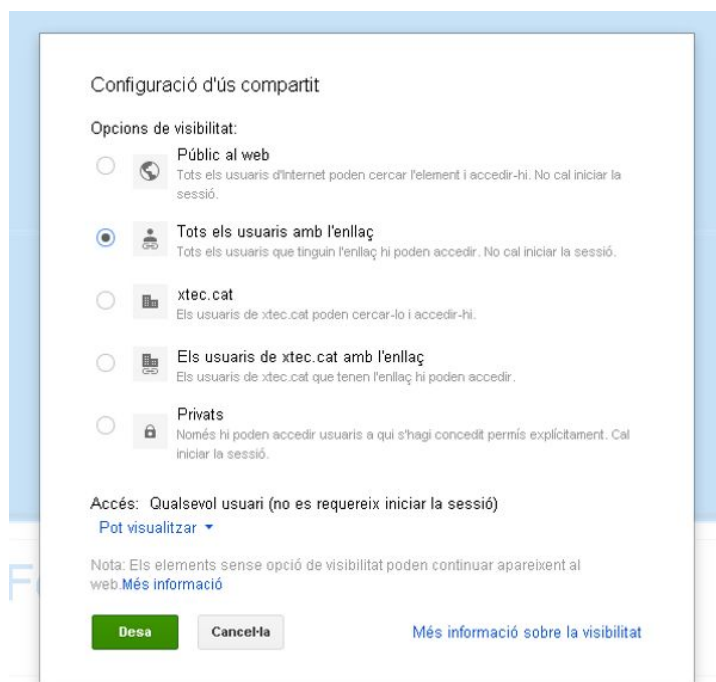 Configuració d'ús compartit
Opcions de visibilitat:
Públic al web
Tots els usuaris d'Internet poden cercar l'element i accedir-hi. No cal iniciar la
sessió.
Tots els usuaris amb l'enllaç
Tots els usuaris que tinguin l'enllaç hi poden accedir. No cal iniciar la sessió.
xtec.cat
Els usuaris de xtec.cat poden cercar-lo i accedir-hi.
Els usuaris de xtec.cat amb l'enllaç
Els usuaris de xtec.cat que tenen l'enllaç hi poden accedir.
Privats
Només hi poden accedir usuaris a qui s'hagi concedit permís explícitament. Cal
iniciar la sessió.
Accés: Qualsevol usuari (no es requereix iniciar la sessió)
Pot visualitzar
Nota: Els elements sense opció de visibilitat poden continuar apareixent al
web.Més informació
Desa Cancel·la Més informació sobre la visibilitat